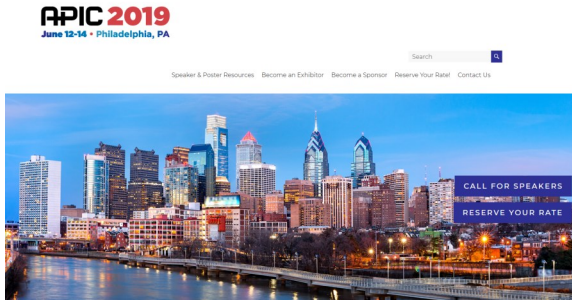 APIC 2019
June 12-14 • Philadelphia, PA
Search
Speaker & Poster Resources Become an Exhibitor Become a Sponsor Reserve Your Rate! Contact Us
CALL FOR SPEAKERS
RESERVE YOUR RATE